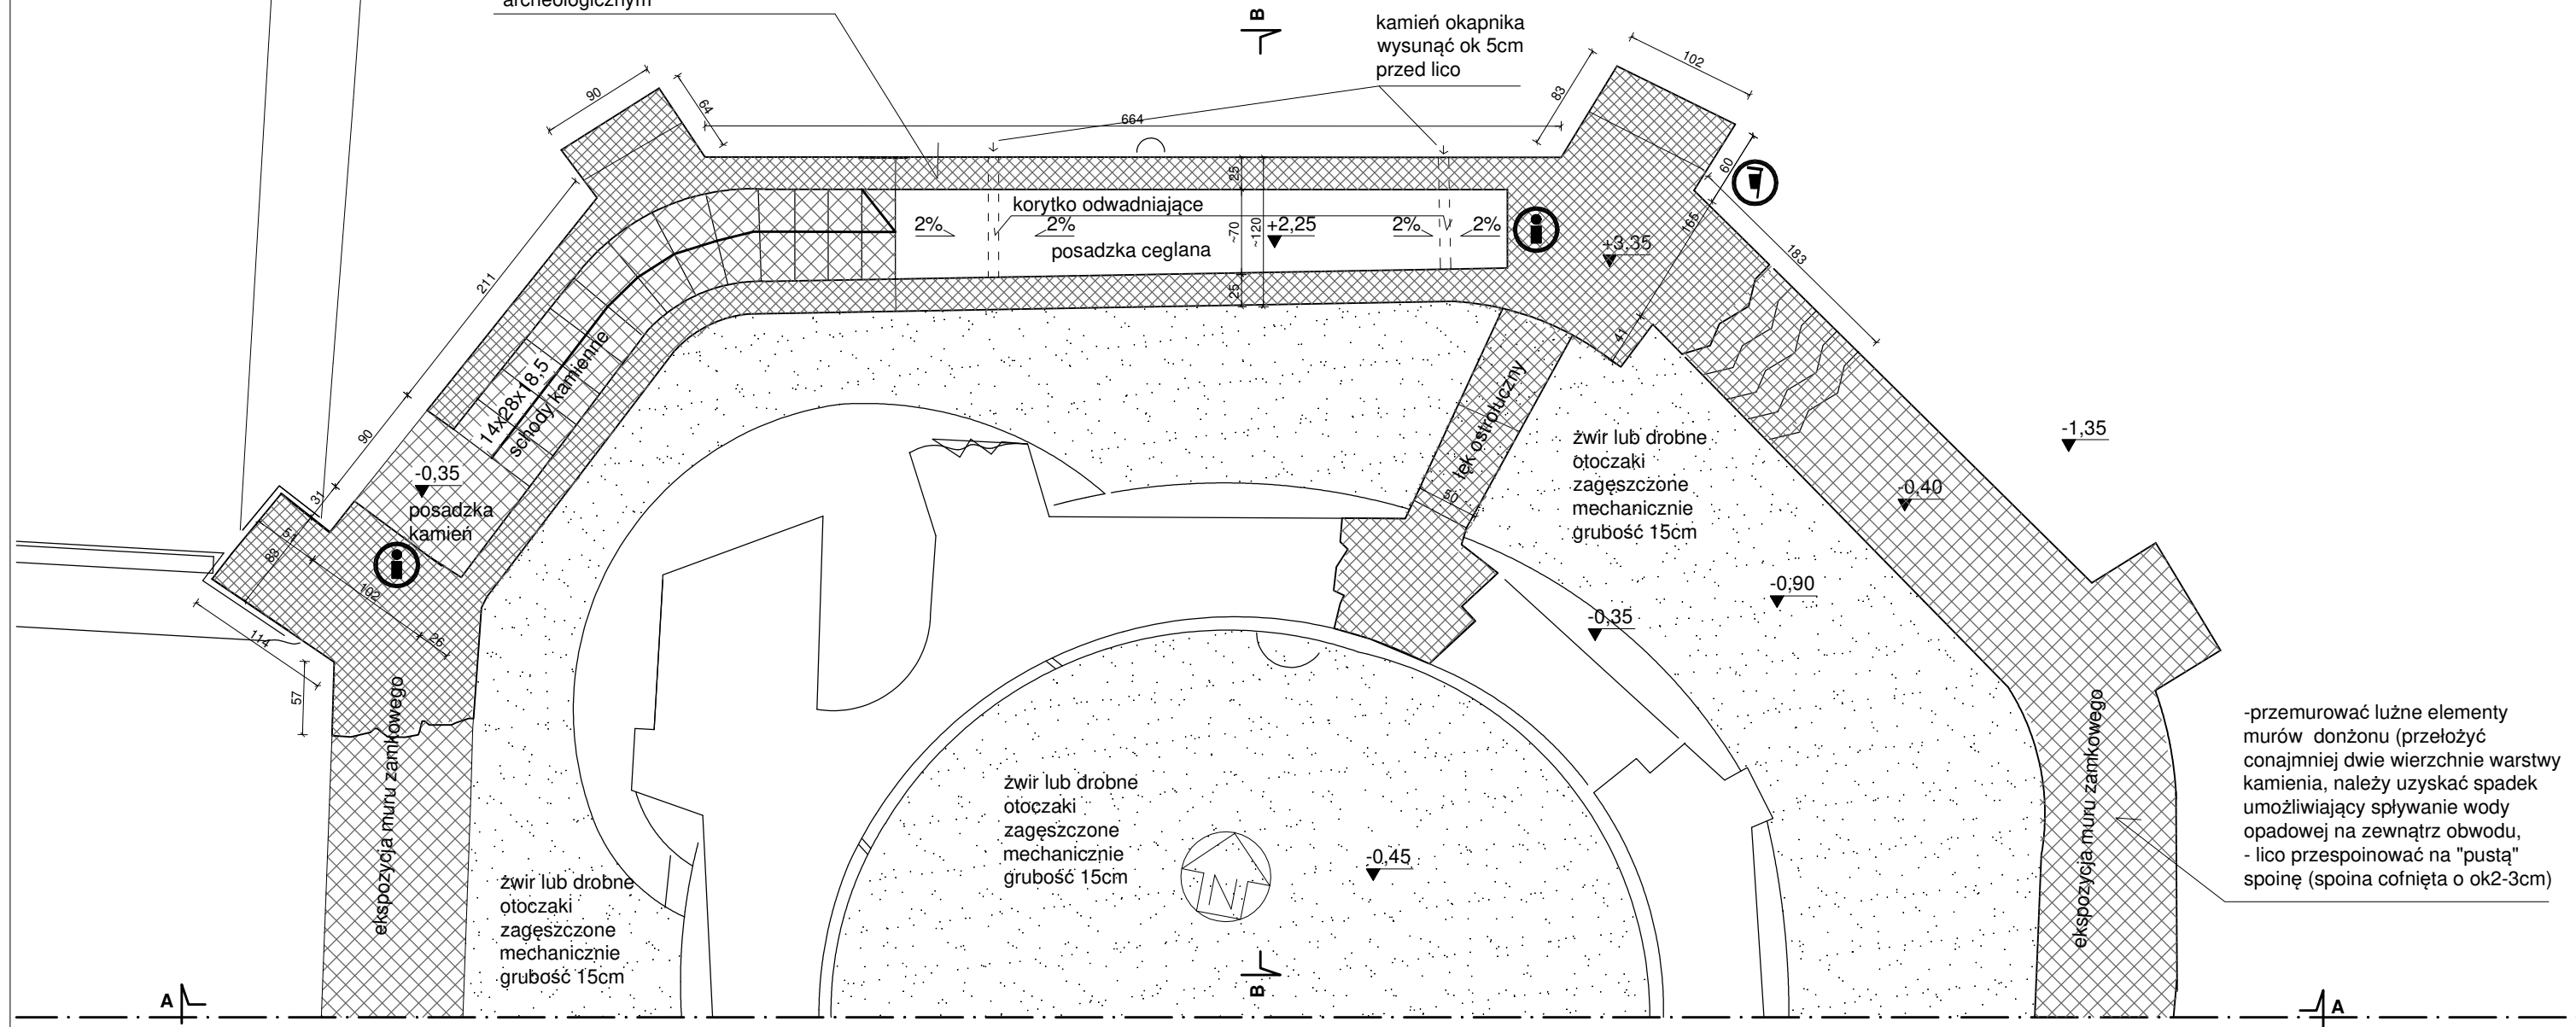 archeologicznym
B
kamień okapnika
wysunąć ok 5cm
przed lico
102
90
64
83
664
60
25
korytko odwadniające
2%
2%
2%
2%
~70
~120
+2,25
posadzka ceglana
+3,35
165
183
211
25
41
14x28x18,5
schody kamienne
łęk ostrołuczny
50
90
-0,35
posadzka
kamień
31
51
88
102
26
114
57
żwir lub drobne
otoczaki
zagęszczone
mechanicznie
grubość 15cm
-1,35
-0,40
-0,90
-0,35
ekspozycja muru zamkowego
żwir lub drobne
otoczaki
zagęszczone
mechanicznie
grubość 15cm
N
-0,45
żwir lub drobne
otoczaki
zagęszczone
mechanicznie
grubość 15cm
ekspozycja muru zamkowego
-przemurować lużne elementy
murów donżonu (przełożyć
conajmniej dwie wierzchnie warstwy
kamienia, należy uzyskać spadek
umożliwiający spływanie wody
opadowej na zewnątrz obwodu,
- lico przespoinować na "pustą"
spoinę (spoina cofnięta o ok2-3cm)
B
A
A